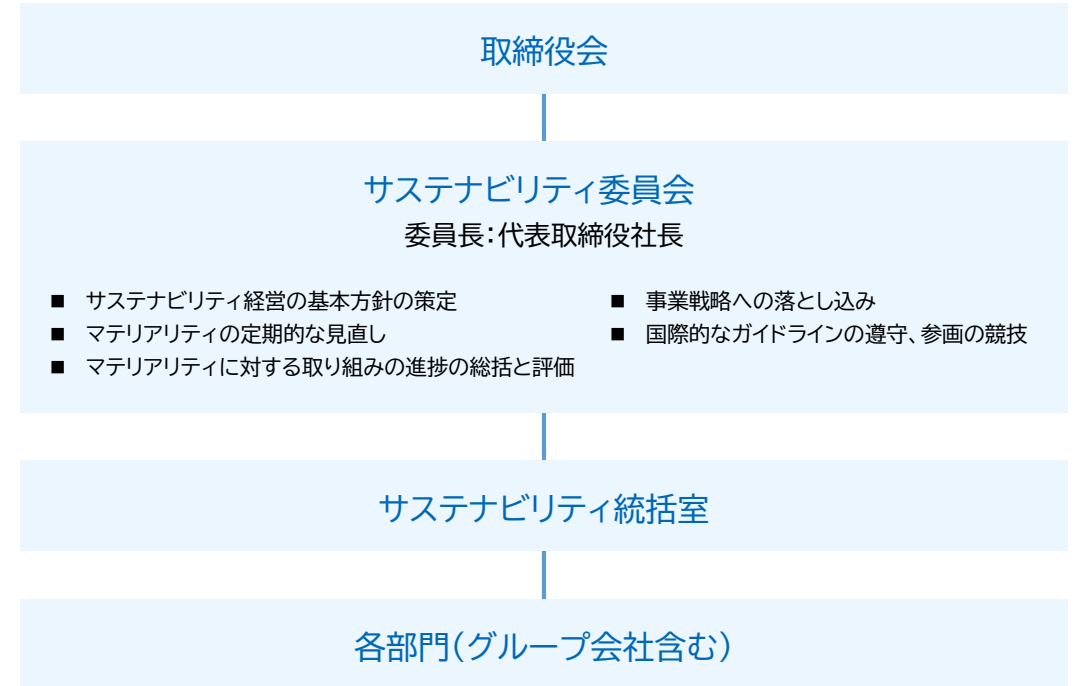 取締役会
サステナビリティ委員会
委員長：代表取締役社長
■ サステナビリティ経営の基本方針の策定
■ マテリアリティの定期的な見直し
■ マテリアリティに対する取り組みの進捗の総括と評価
■ 事業戦略への落とし込み
■ 国際的なガイドラインの遵守、参画の競技
サステナビリティ統括室
各部門（グループ会社含む）